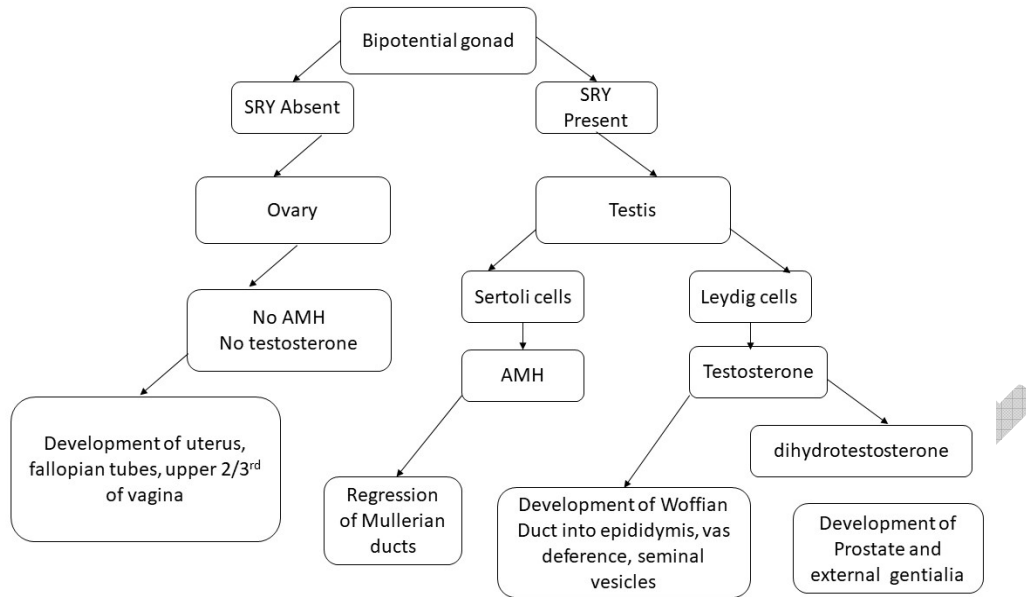 Bipotential gonad
SRY Absent
SRY
Present
Ovary
Testis
No AMH
No testosterone
Sertoli cells
Leydig cells
AMH
Testosterone
Development of uterus,
fallopian tubes, upper 2/3rd
of vagina
Regression
of Mullerian
ducts
Development of Woffian
Duct into epididymis, vas
deference, seminal
vesicles
dihydrotestosterone
Development of
Prostate and
external gentialia